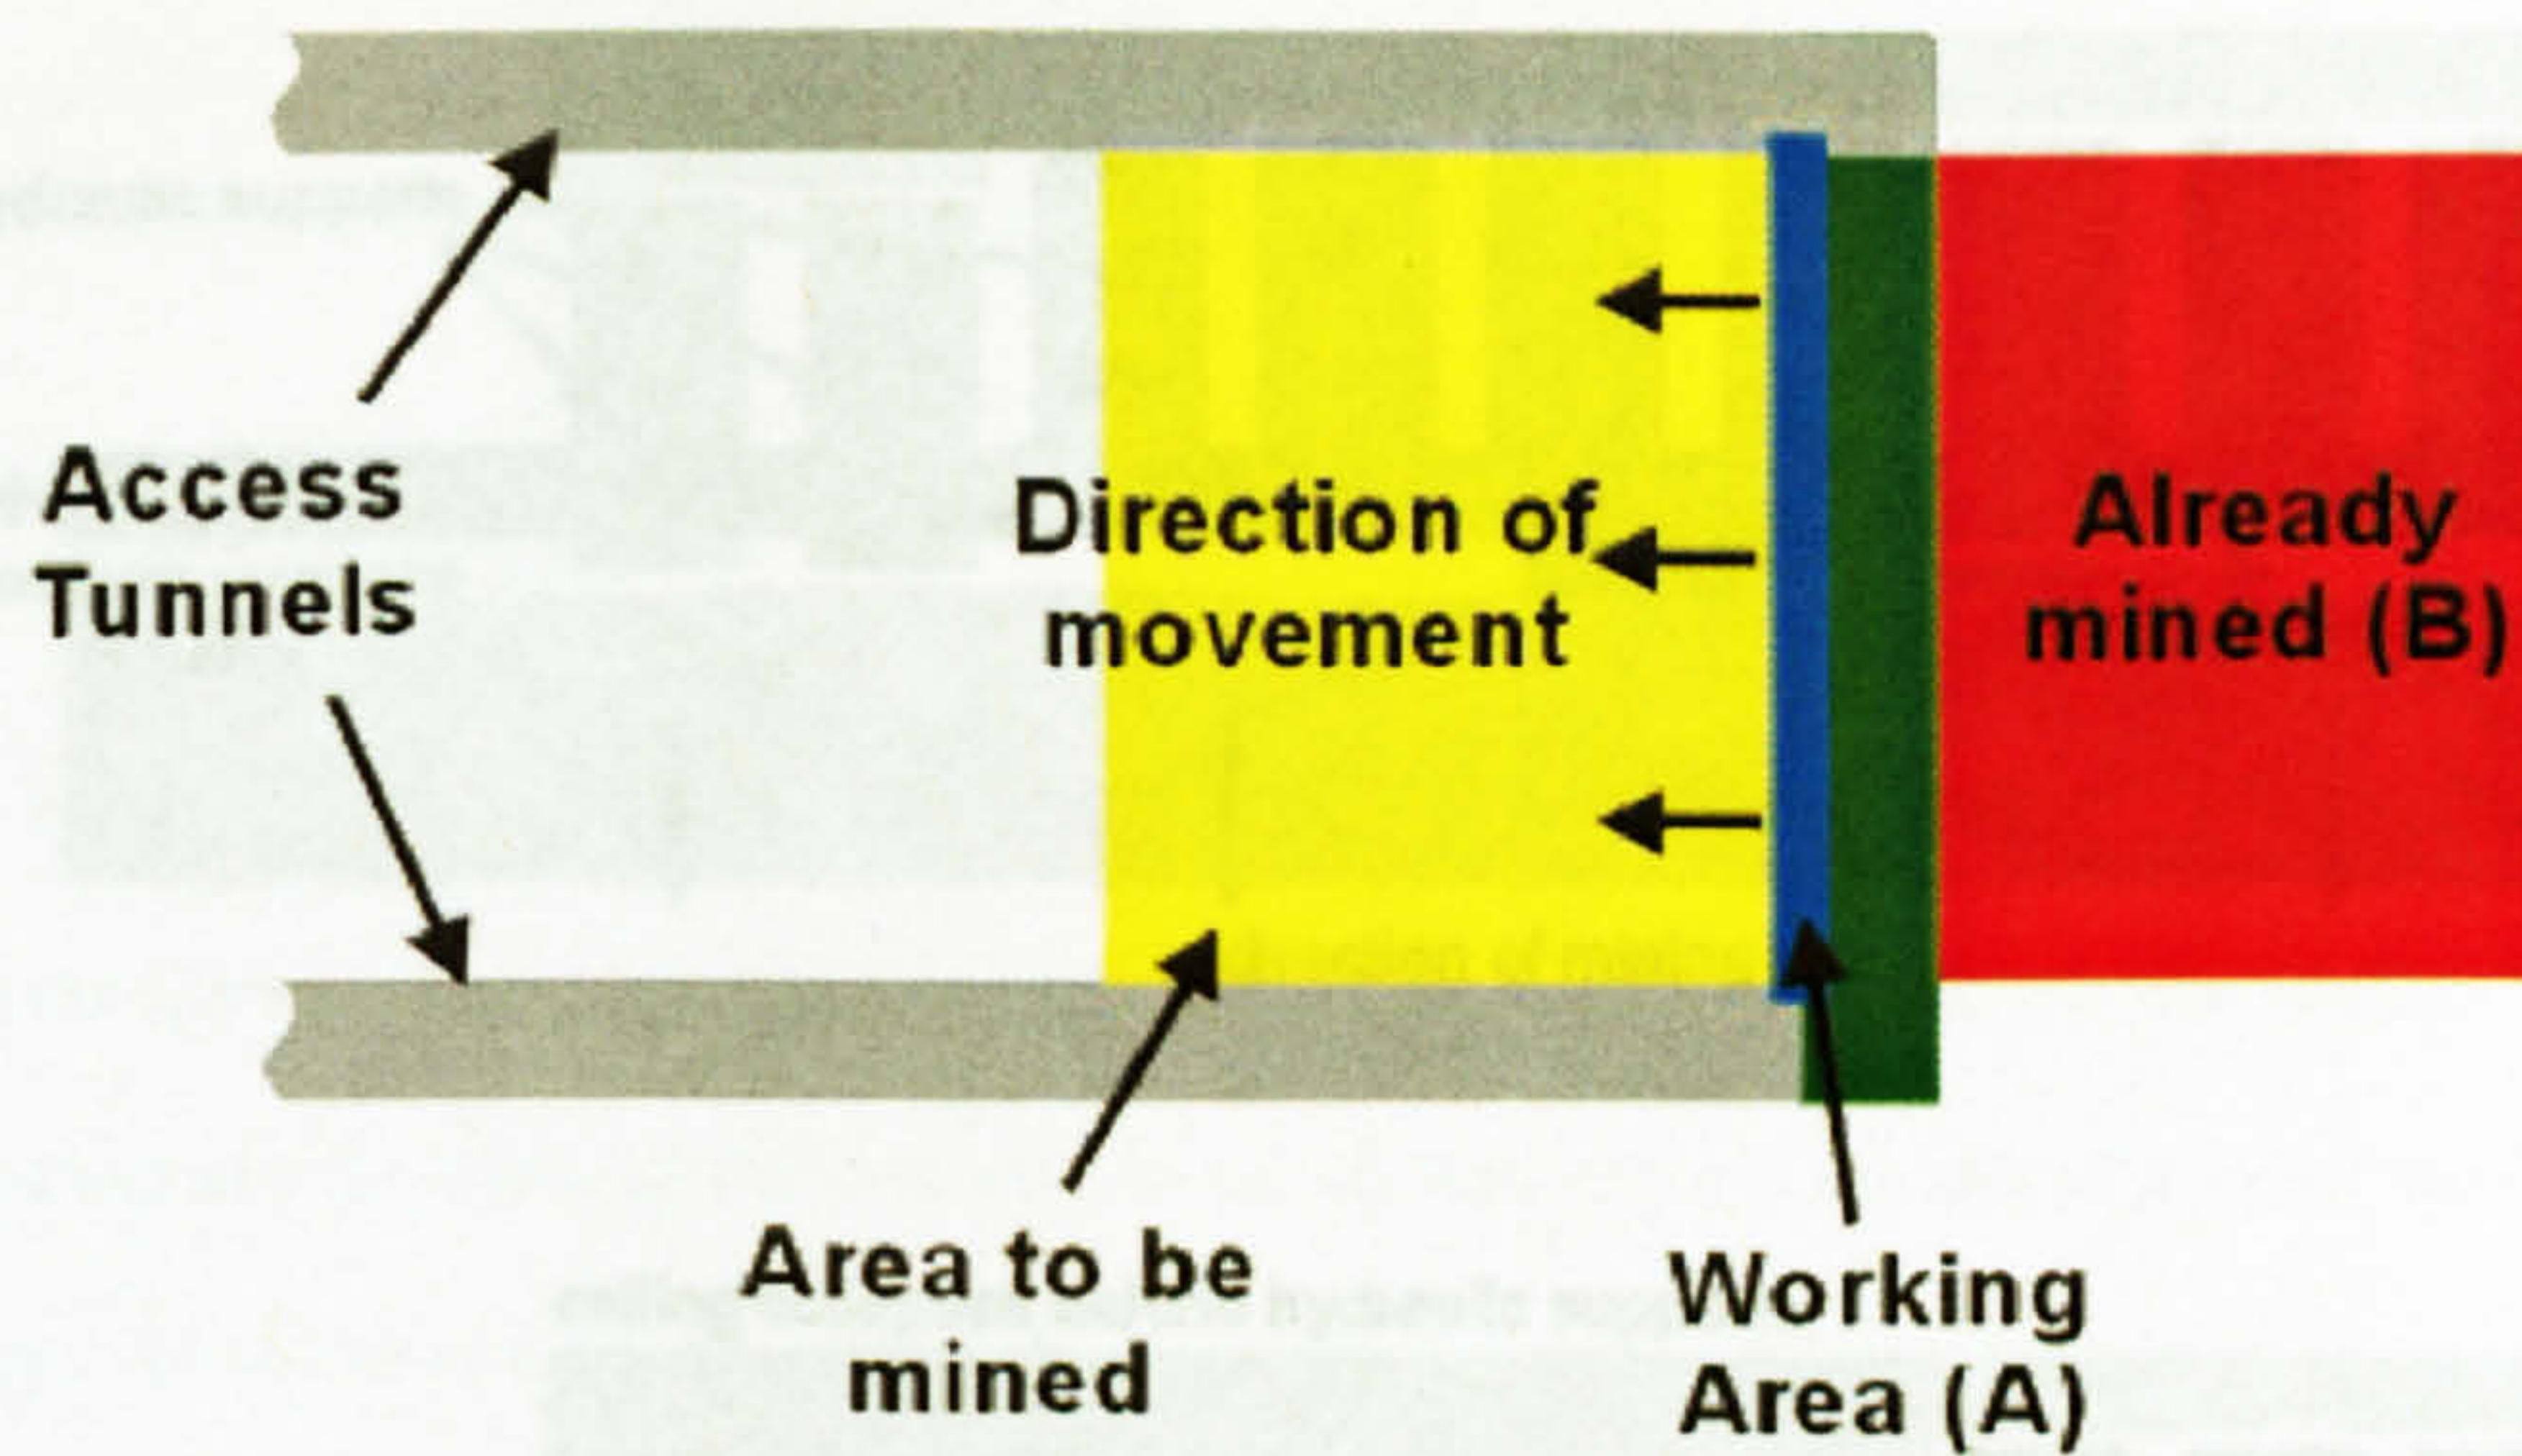 Access
Tunnels
Direction of
movement
Already
mined (B)
Area to be
mined
Working
Area (A)